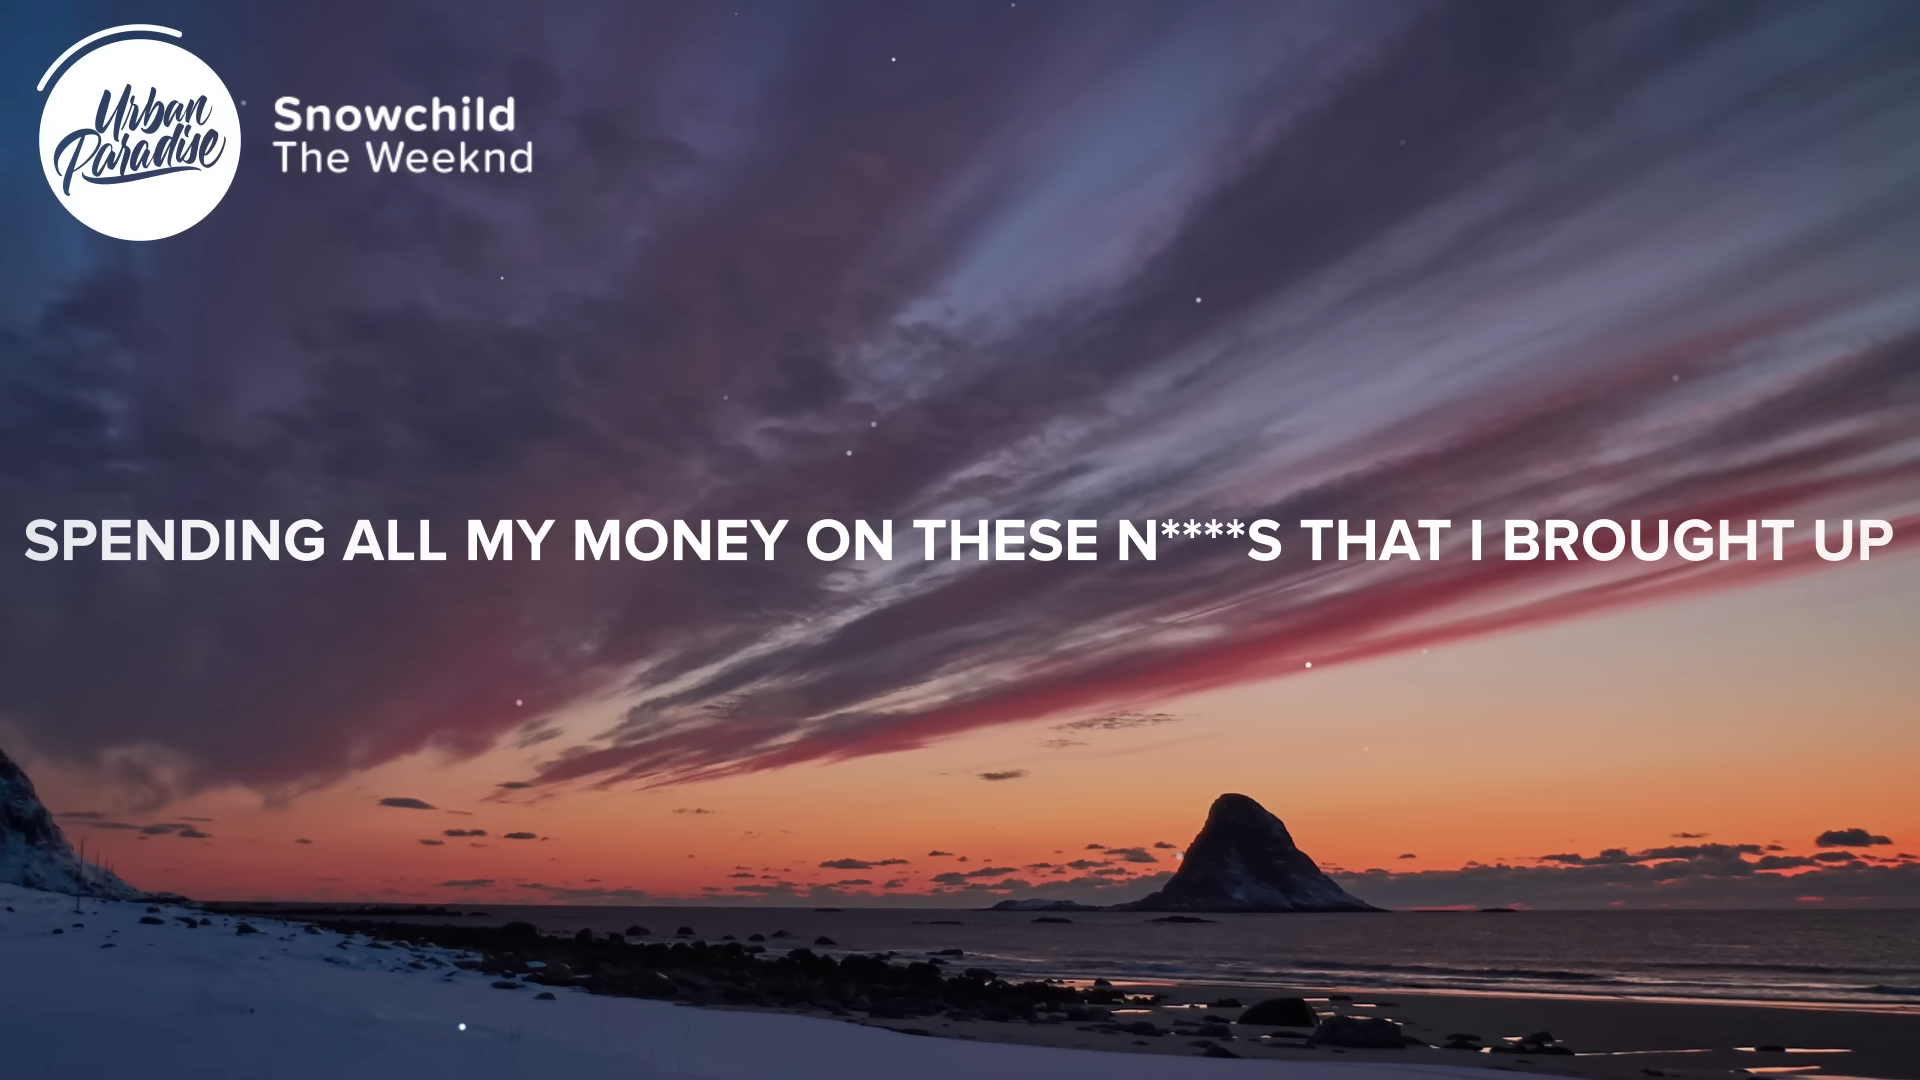 Urban
Paradise
Snowchild
The Weeknd
SPENDING ALL MY MONEY ON THESE N****S THAT I BROUGHT UP